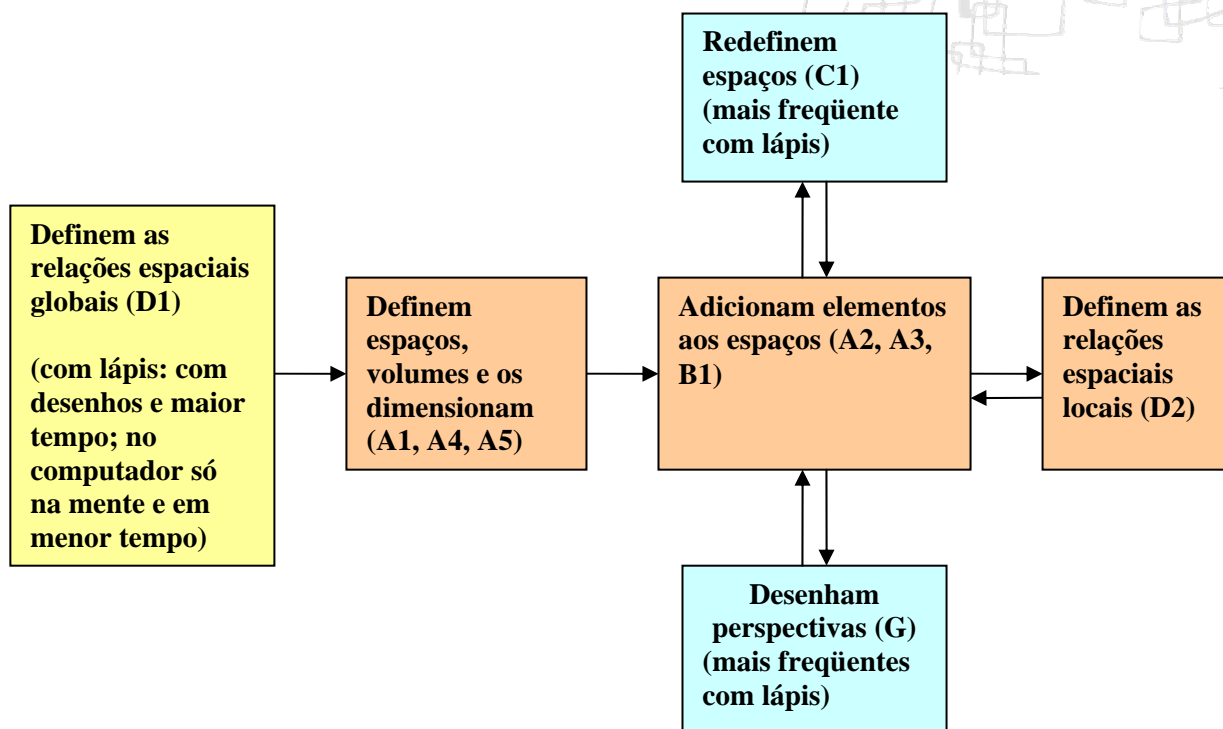 Definem as
relações espaciais
globais (D1)
(com lápis: com
desenhos e maior
tempo; no
computador só
na mente e em
menor tempo)
Definem
espaços,
volumes e os
dimensionam
(A1, A4, A5)
Redefinem
espaços (C1)
(mais freqüente
com lápis)
Adicionam elementos
aos espaços (A2, A3,
B1)
Desenham
perspectivas (G)
(mais freqüentes
com lápis)
Definem as
relações
espaciais
locais (D2)